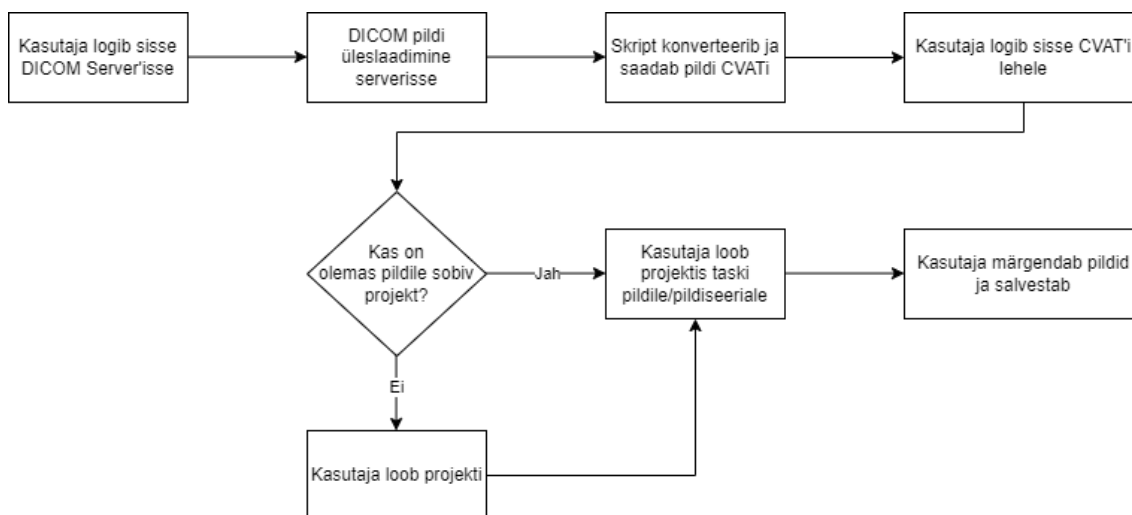 Kasutaja logib sisse
DICOM Server'isse
DICOM pildi
üleslaadimine
serverisse
Skript konverteerib ja
saadab pildi CVATi
Kasutaja logib sisse CVAT'i
lehele
Kas on
olemas pildile sobiv
projekt?
Jah
Kasutaja loob
projektis taski
pildile/pildiseeriale
Kasutaja märgendab pildid
ja salvestab
Ei
Kasutaja loob projekti